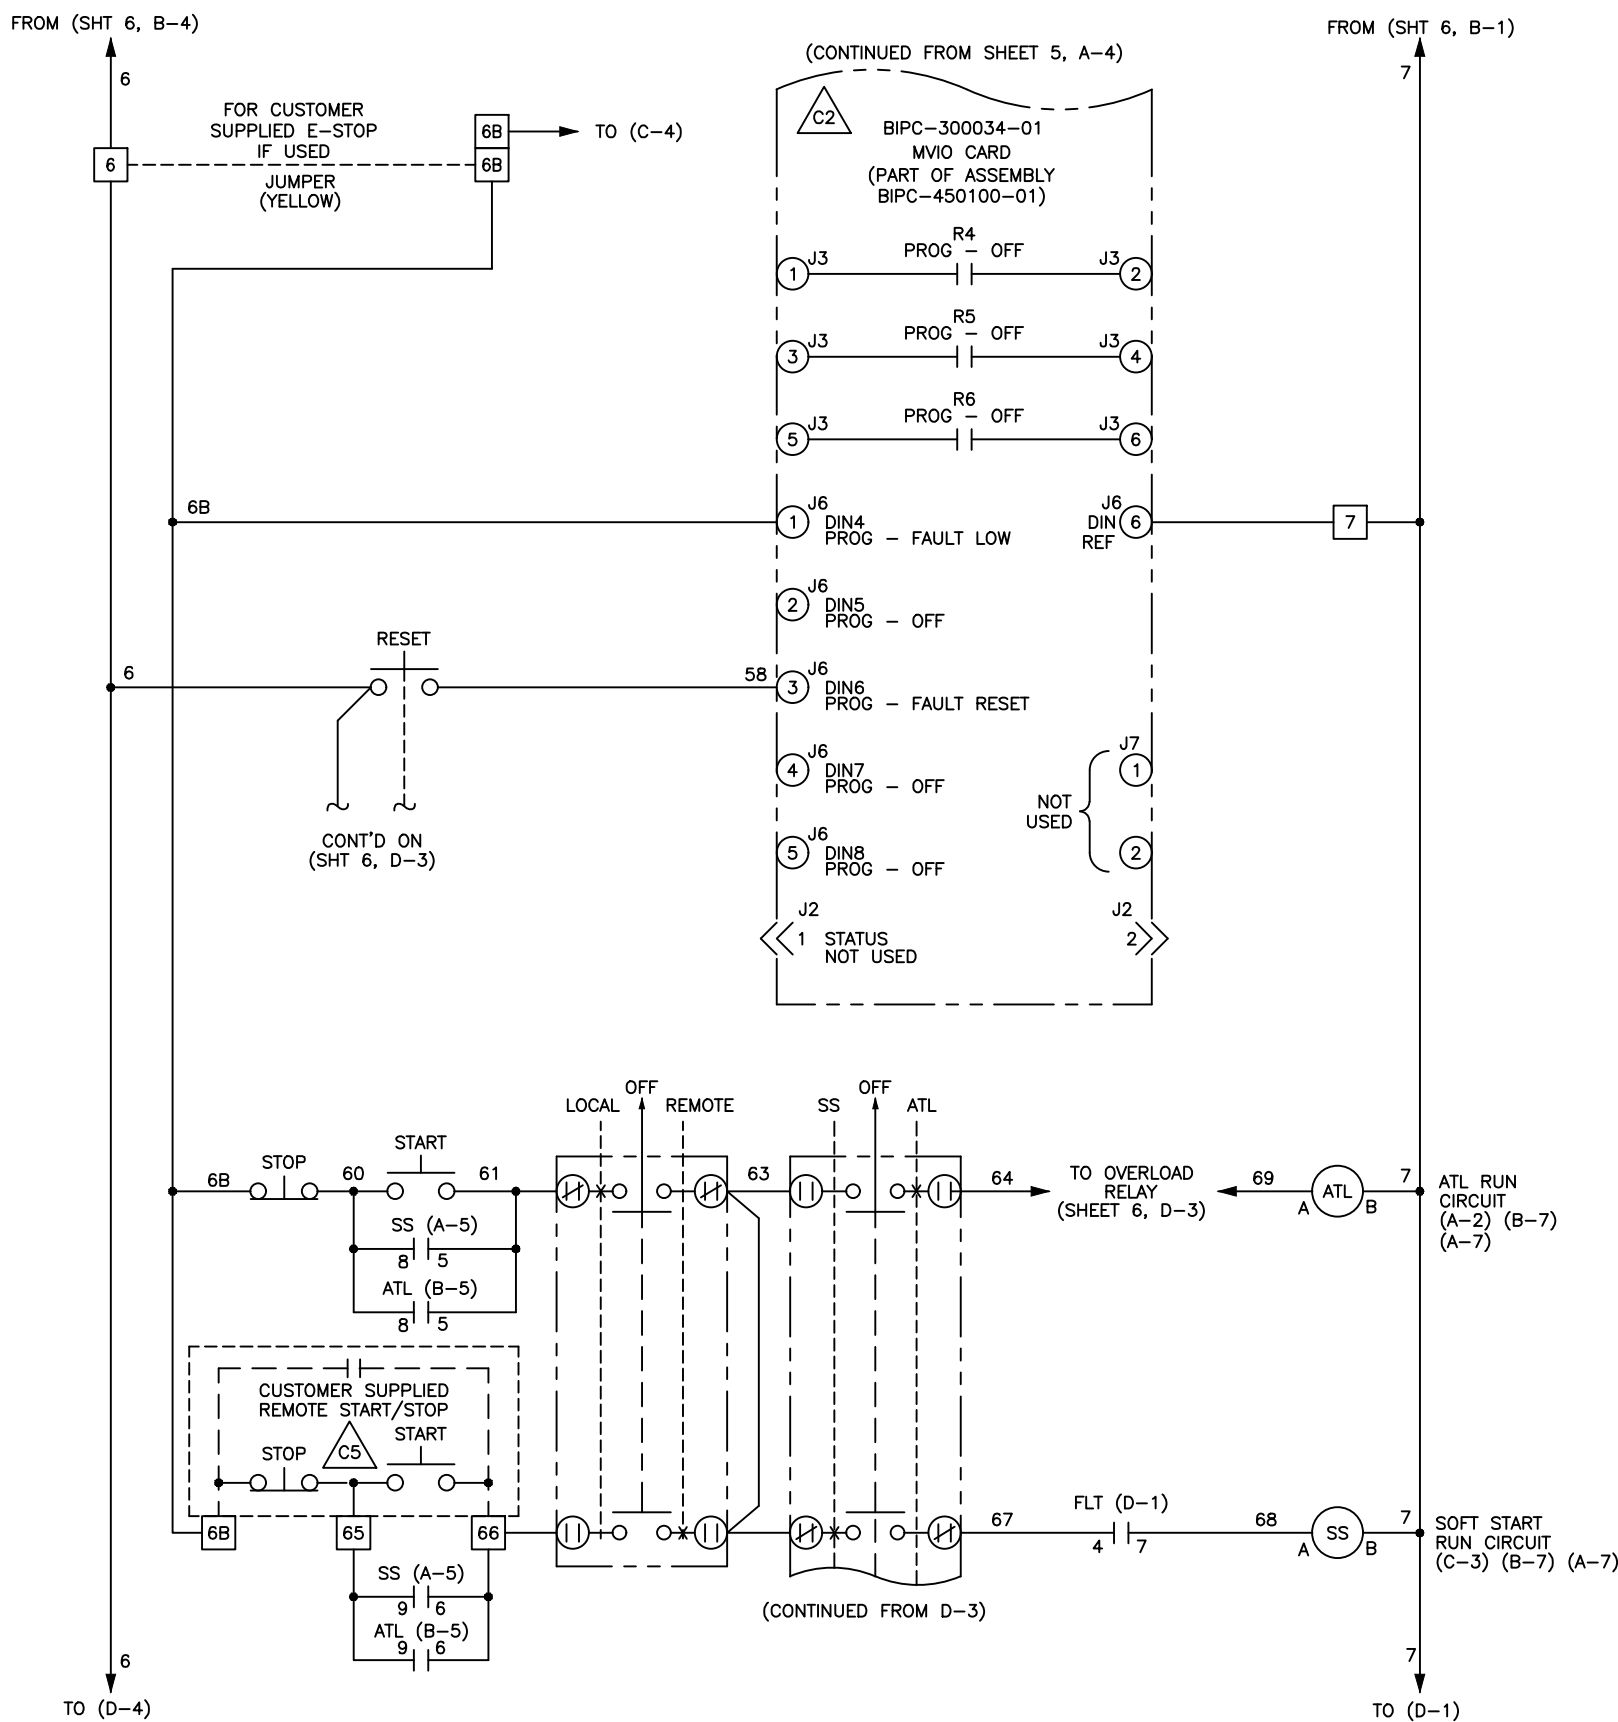 FROM (SHT 6, B-4)
FROM (SHT 6, B-1)
6
7
(CONTINUED FROM SHEET 5, A-4)
C2
BIPC-300034-01
MVIO CARD
(PART OF ASSEMBLY
BIPC-450100-01)
FOR CUSTOMER
SUPPLIED E-STOP
IF USED
6B
TO (C-4)
6
6B
JUMPER
(YELLOW)
R4
PROG - OFF
J3
1
J3
2
R5
PROG - OFF
J3
3
J3
4
R6
PROG - OFF
J3
5
J3
6
6B
J6
1
DIN4
PROG - FAULT LOW
J6
DIN
REF
6
7
J6
2
DIN5
PROG - OFF
RESET
6
58
J6
3
DIN6
PROG - FAULT RESET
J6
4
DIN7
PROG - OFF
J7
1
NOT
USED
2
CONT'D ON
(SHT 6, D-3)
J6
5
DIN8
PROG - OFF
J2
1
STATUS
NOT USED
J2
2
OFF
LOCAL
REMOTE
OFF
SS
ATL
6B
STOP
60
START
61
63
64
TO OVERLOAD
RELAY
(SHEET 6, D-3)
69
A
ATL
B
7
ATL RUN
CIRCUIT
(A-2) (B-7)
(A-7)
SS (A-5)
8
5
ATL (B-5)
8
5
CUSTOMER SUPPLIED
REMOTE START/STOP
STOP
C5
START
6B
65
66
67
FLT (D-1)
4
7
68
A
SS
B
7
SOFT START
RUN CIRCUIT
(C-3) (B-7) (A-7)
SS (A-5)
9
6
ATL (B-5)
9
6
(CONTINUED FROM D-3)
6
7
TO (D-4)
TO (D-1)